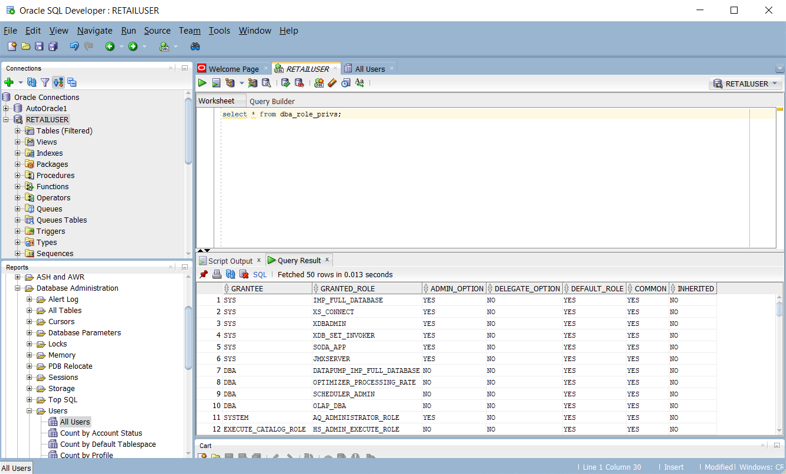 Oracle SQL Developer : RETAILUSER
File Edit View Navigate Run Source Team Tools Window Help
Connections
Oracle Connections
AutoOracle1
RETAILUSER
Tables (Filtered)
Views
Indexes
Packages
Procedures
Functions
Operators
Queues
Queues Tables
Triggers
Types
Sequences
Reports
ASH and AWR
Database Administration
Alert Log
All Tables
Cursors
Database Parameters
Locks
Memory
PDB Relocate
Sessions
Storage
Top SQL
Users
All Users
Count by Account Status
Count by Default Tablespace
Count by Profile
Welcome Page RETAILUSER All Users
RETAILUSER
Worksheet Query Builder
select * from dba_role_privs;
Script Output x Query Result x
SQL Fetched 50 rows in 0.013 seconds
GRANTEE GRANTED_ROLE ADMIN_OPTION DELEGATE_OPTION DEFAULT_ROLE COMMON INHERITED
1 SYS IMP_FULL_DATABASE YES NO YES YES NO
2 SYS XS_CONNECT YES NO YES YES NO
3 SYS XDBADMIN YES NO YES YES NO
4 SYS XDB_SET_INVOKER YES NO YES YES NO
5 SYS SODA_APP YES NO YES YES NO
6 SYS JMXSERVER YES NO YES YES NO
7 DBA DATAPUMP_IMP_FULL_DATABASE NO NO YES YES NO
8 DBA OPTIMIZER_PROCESSING_RATE NO NO YES YES NO
9 DBA SCHEDULER_ADMIN NO NO YES YES NO
10 DBA OLAP_DBA NO NO YES YES NO
11 SYSTEM AQ_ADMINISTRATOR_ROLE YES NO YES YES NO
12 EXECUTE_CATALOG_ROLE HS_ADMIN_EXECUTE_ROLE NO NO YES YES NO
Cart
All Users
Line 1 Column 30 Insert Modified Windows: CR